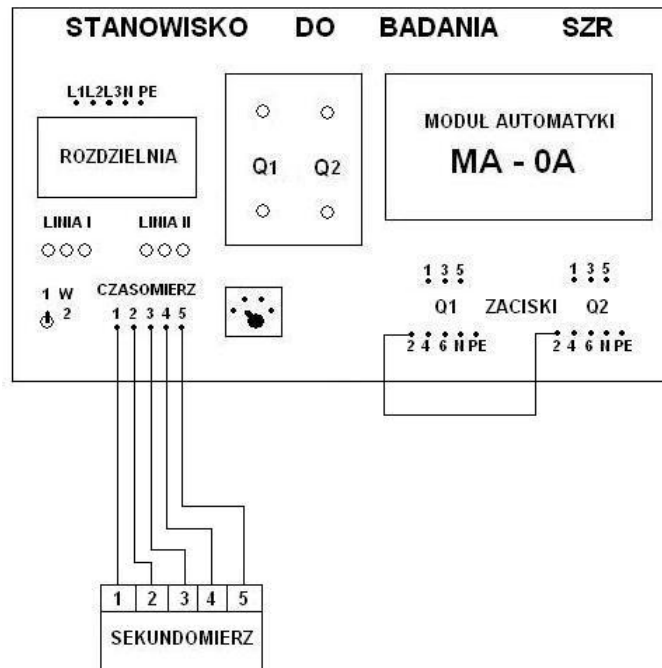 STANOWISKO DO BADANIA SZR
L1L2L3N PE
ROZDZIELNIA
Q1 Q2
MODUŁ AUTOMATYKI
MA - 0A
LINIA I LINIA II
1 W
2
CZASOMIERZ
1 2 3 4 5
1 3 5
1 3 5
Q1 ZACISKI Q2
2 4 6 N PE
2 4 6 N PE
1 2 3 4 5
SEKUNDOMIERZ